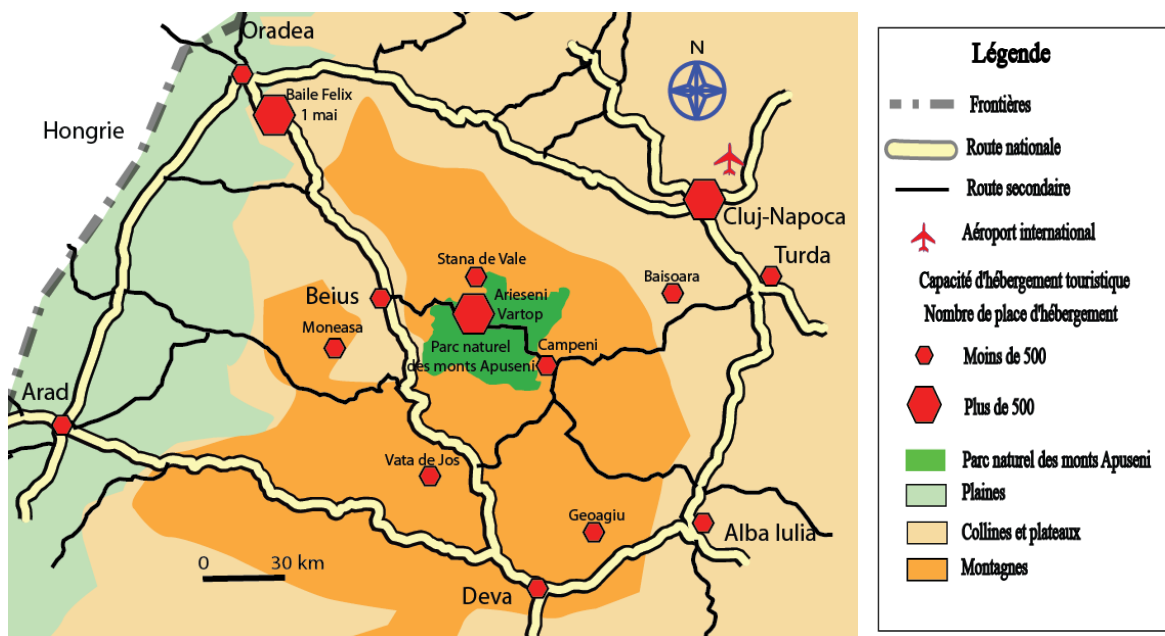 Oradea
Baile Felix
1 mai
Hongrie
N
Cluj-Napoca
Turda
Stana de Vale
Baisoara
Beius
Arieseni
Vartop
Moneasa
Parc naturel
des monts Apuseni
Campeni
Arad
Vata de Jos
Geoagiu
Alba Iulia
0 30 km
Deva
Légende
Frontières
Route nationale
Route secondaire
Aéroport international
Capacité d'hébergement touristique
Nombre de place d'hébergement
Moins de 500
Plus de 500
Parc naturel des monts Apuseni
Plaines
Collines et plateaux
Montagnes